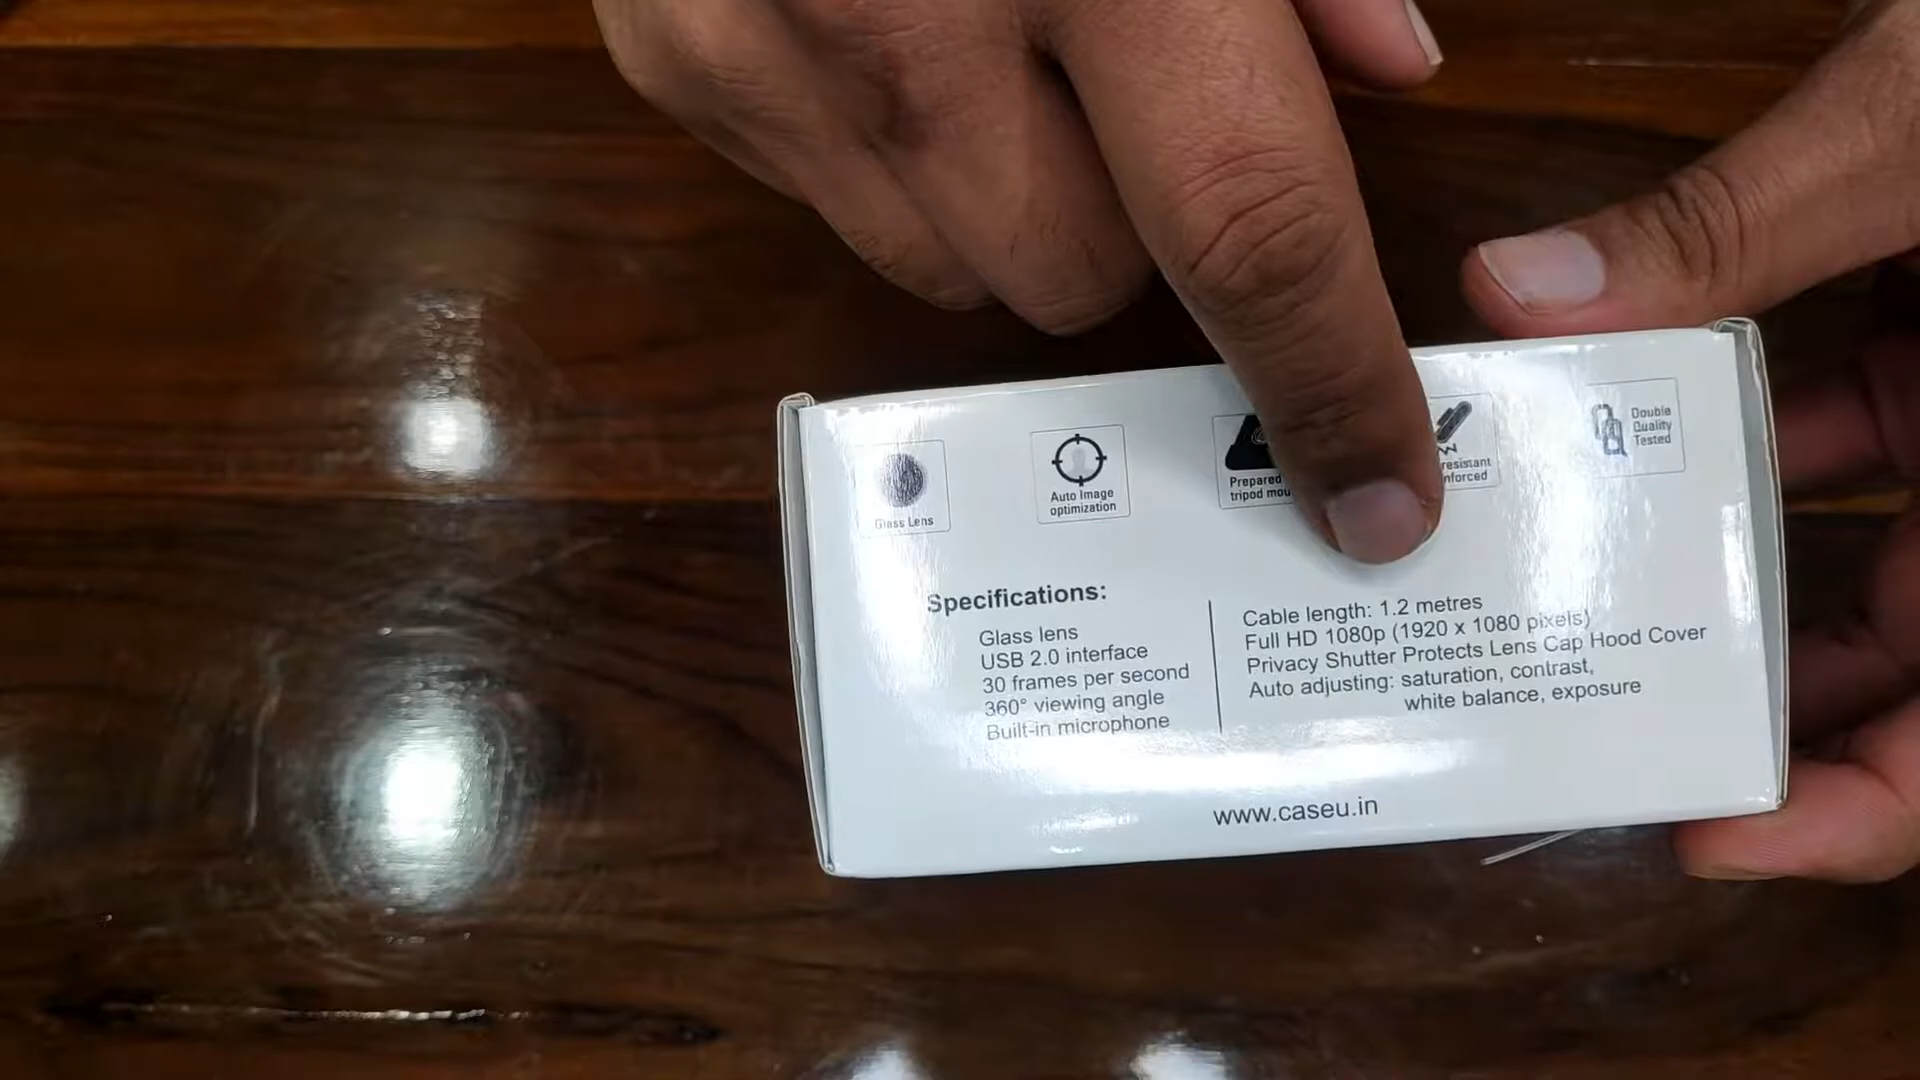 Glass Lens
Auto Image
optimization
Prepared
tripod
resistant
Double
Quality
Tested
Specifications:
Glass lens
USB 2.0 interface
30 frames per second
360° viewing angle
Built-in microphone
Cable length: 1.2 metres
Full HD 1080p (1920 x 1080 pixels)
Privacy Shutter Protects Lens Cap Hood Cover
Auto adjusting: saturation, contrast,
white balance, exposure
www.caseu.in